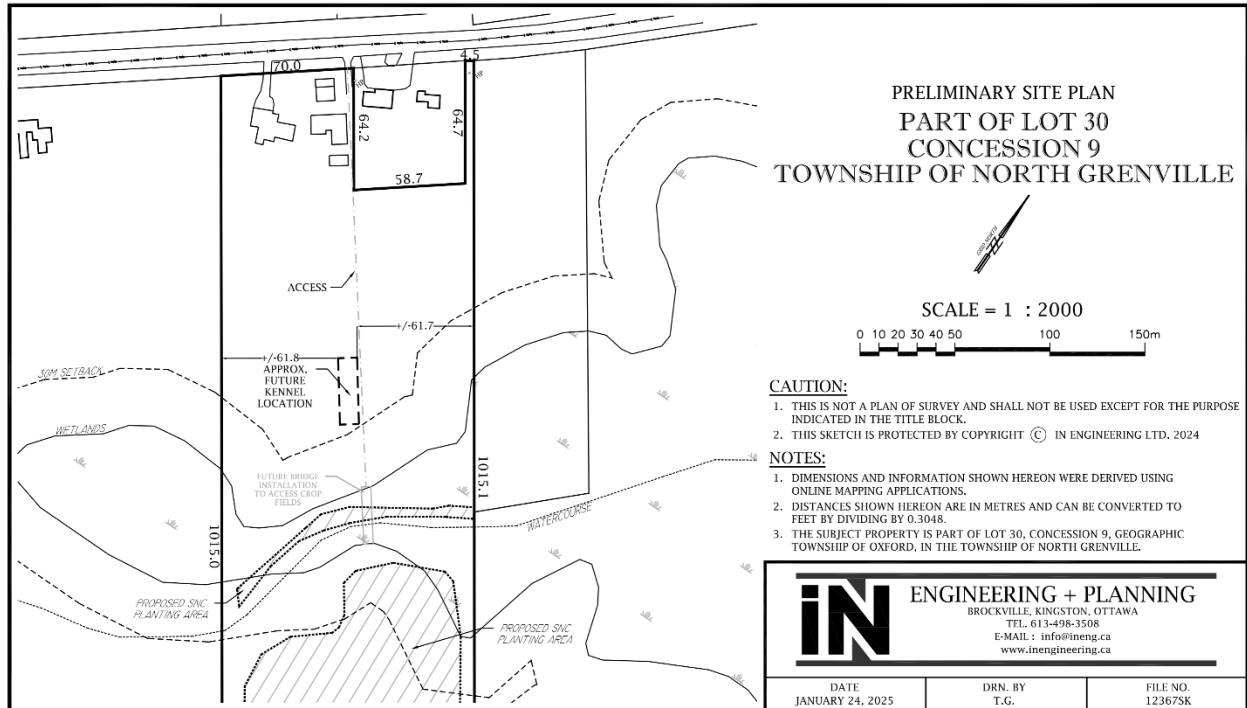 70.0
4.5
HP
HP
64.2
64.7
58.7
ACCESS
+/-61.7
+/-61.8
APPROX.
FUTURE
KENNEL
LOCATION
30M SETBACK
WETLANDS
FUTURE BRIDGE
INSTALLATION
TO ACCESS CROP
FIELDS
1015.1
1015.0
WATERCOURSE
PROPOSED SNC
PLANTING AREA
PROPOSED SNC
PLANTING AREA
PRELIMINARY SITE PLAN
PART OF LOT 30
CONCESSION 9
TOWNSHIP OF NORTH GRENVILLE
GRID NORTH
SCALE = 1 : 2000
0 10 20 30 40 50 100 150m
CAUTION:
1. THIS IS NOT A PLAN OF SURVEY AND SHALL NOT BE USED EXCEPT FOR THE PURPOSE
INDICATED IN THE TITLE BLOCK.
2. THIS SKETCH IS PROTECTED BY COPYRIGHT © IN ENGINEERING LTD. 2024
NOTES:
1. DIMENSIONS AND INFORMATION SHOWN HEREON WERE DERIVED USING
ONLINE MAPPING APPLICATIONS.
2. DISTANCES SHOWN HEREON ARE IN METRES AND CAN BE CONVERTED TO
FEET BY DIVIDING BY 0.3048.
3. THE SUBJECT PROPERTY IS PART OF LOT 30, CONCESSION 9, GEOGRAPHIC
TOWNSHIP OF OXFORD, IN THE TOWNSHIP OF NORTH GRENVILLE.
iN
ENGINEERING + PLANNING
BROCKVILLE, KINGSTON, OTTAWA
TEL. 613-498-3508
E-MAIL : info@ineng.ca
www.inengineering.ca
DATE
JANUARY 24, 2025
DRN. BY
T.G.
FILE NO.
12367SK